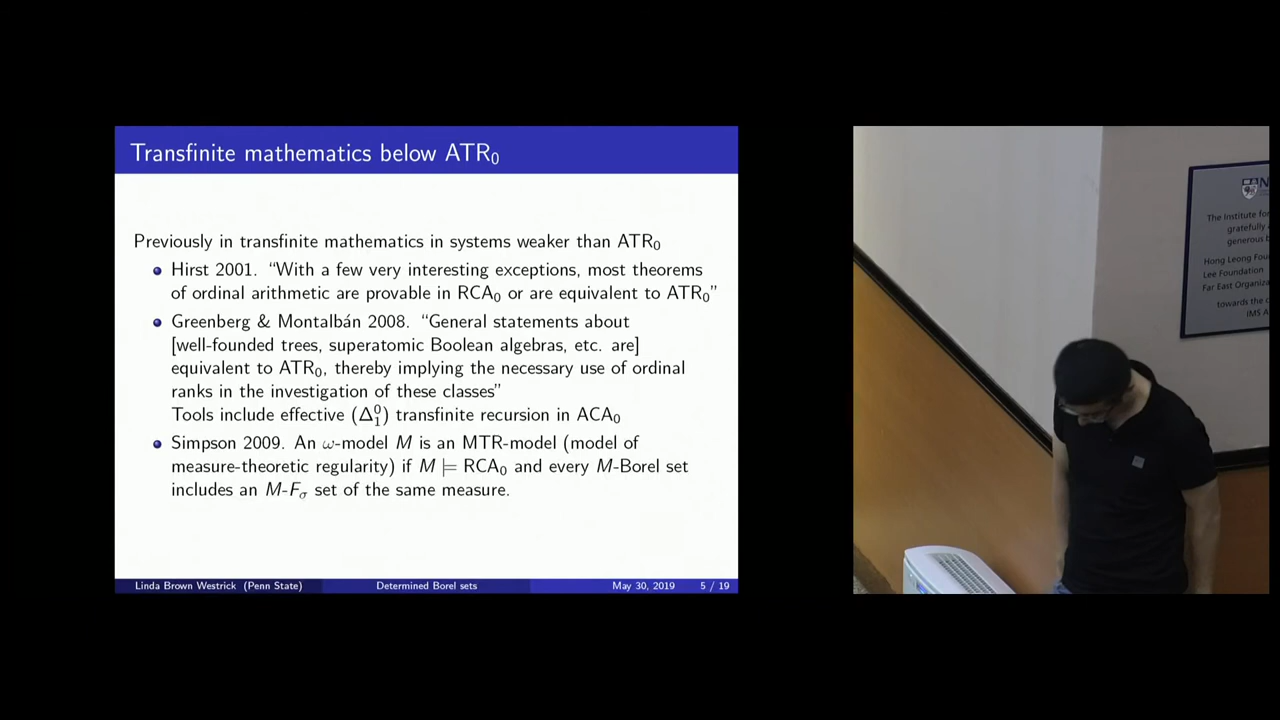 Transfinite mathematics below ATR₀
Previously in transfinite mathematics in systems weaker than ATR₀
Hirst 2001. “With a few very interesting exceptions, most theorems
of ordinal arithmetic are provable in RCA₀ or are equivalent to ATR₀”
Greenberg & Montalbán 2008. “General statements about
[well-founded trees, superatomic Boolean algebras, etc. are]
equivalent to ATR₀, thereby implying the necessary use of ordinal
ranks in the investigation of these classes”
Tools include effective (Δ⁰₁) transfinite recursion in ACA₀
Simpson 2009. An ω-model M is an MTR-model (model of
measure-theoretic regularity) if M ⊨ RCA₀ and every M-Borel set
includes an M-Fσ set of the same measure.
Linda Brown Westrick (Penn State) Determined Borel sets May 30, 2019 5 / 19
The Institute for
gratefully
generous
Hong Leong
Lee Foundation
Far East
towards the
IMS